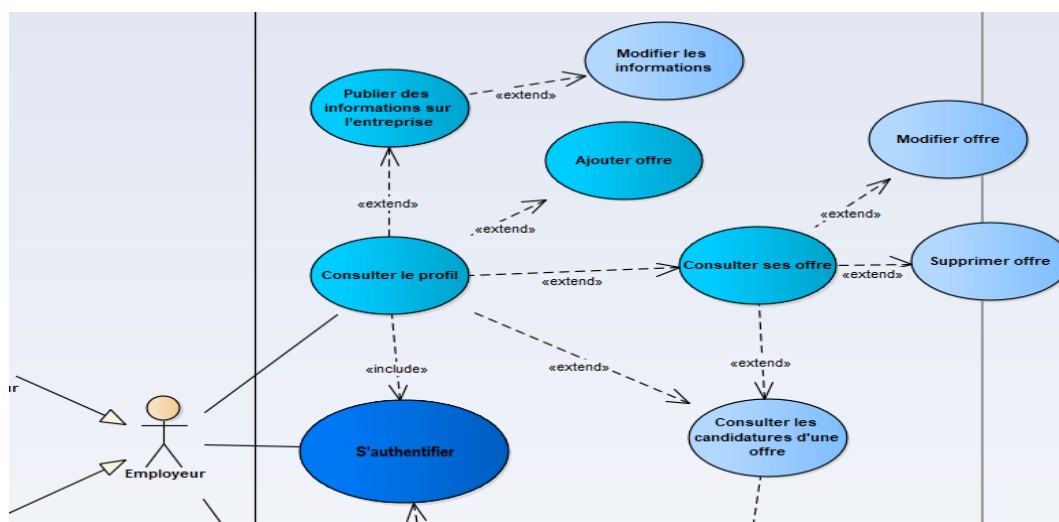 Modifier les
informations
Publier des
informations sur
l'entreprise
«extend»
Ajouter offre
Modifier offre
«extend»
«extend»
«extend»
Consulter le profil
«extend»
Consulter ses offre
«extend»
Supprimer offre
«include»
«extend»
«extend»
Consulter les
candidatures d'une
offre
S'authentifier
Employeur